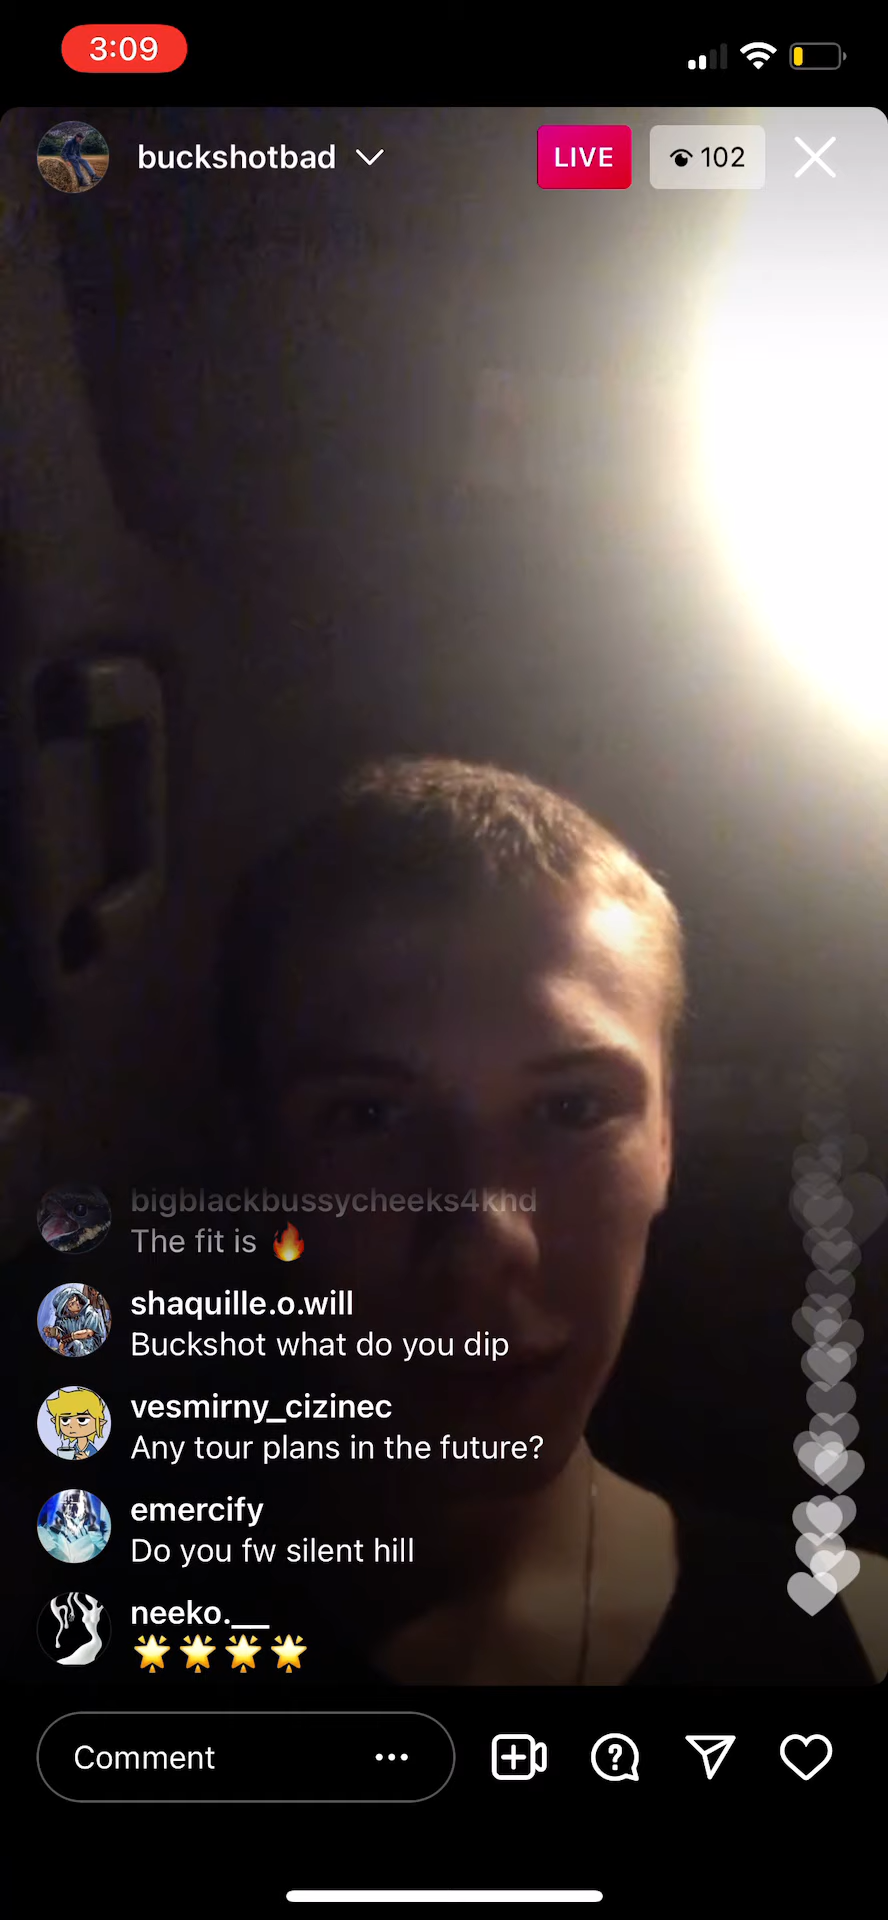 3:09
buckshotbad
LIVE
102
bigblackbussycheeks4khd
The fit is 🔥
shaquille.o.will
Buckshot what do you dip
vesmirny_cizinec
Any tour plans in the future?
emercify
Do you fw silent hill
neeko.__
🌟🌟🌟🌟
Comment